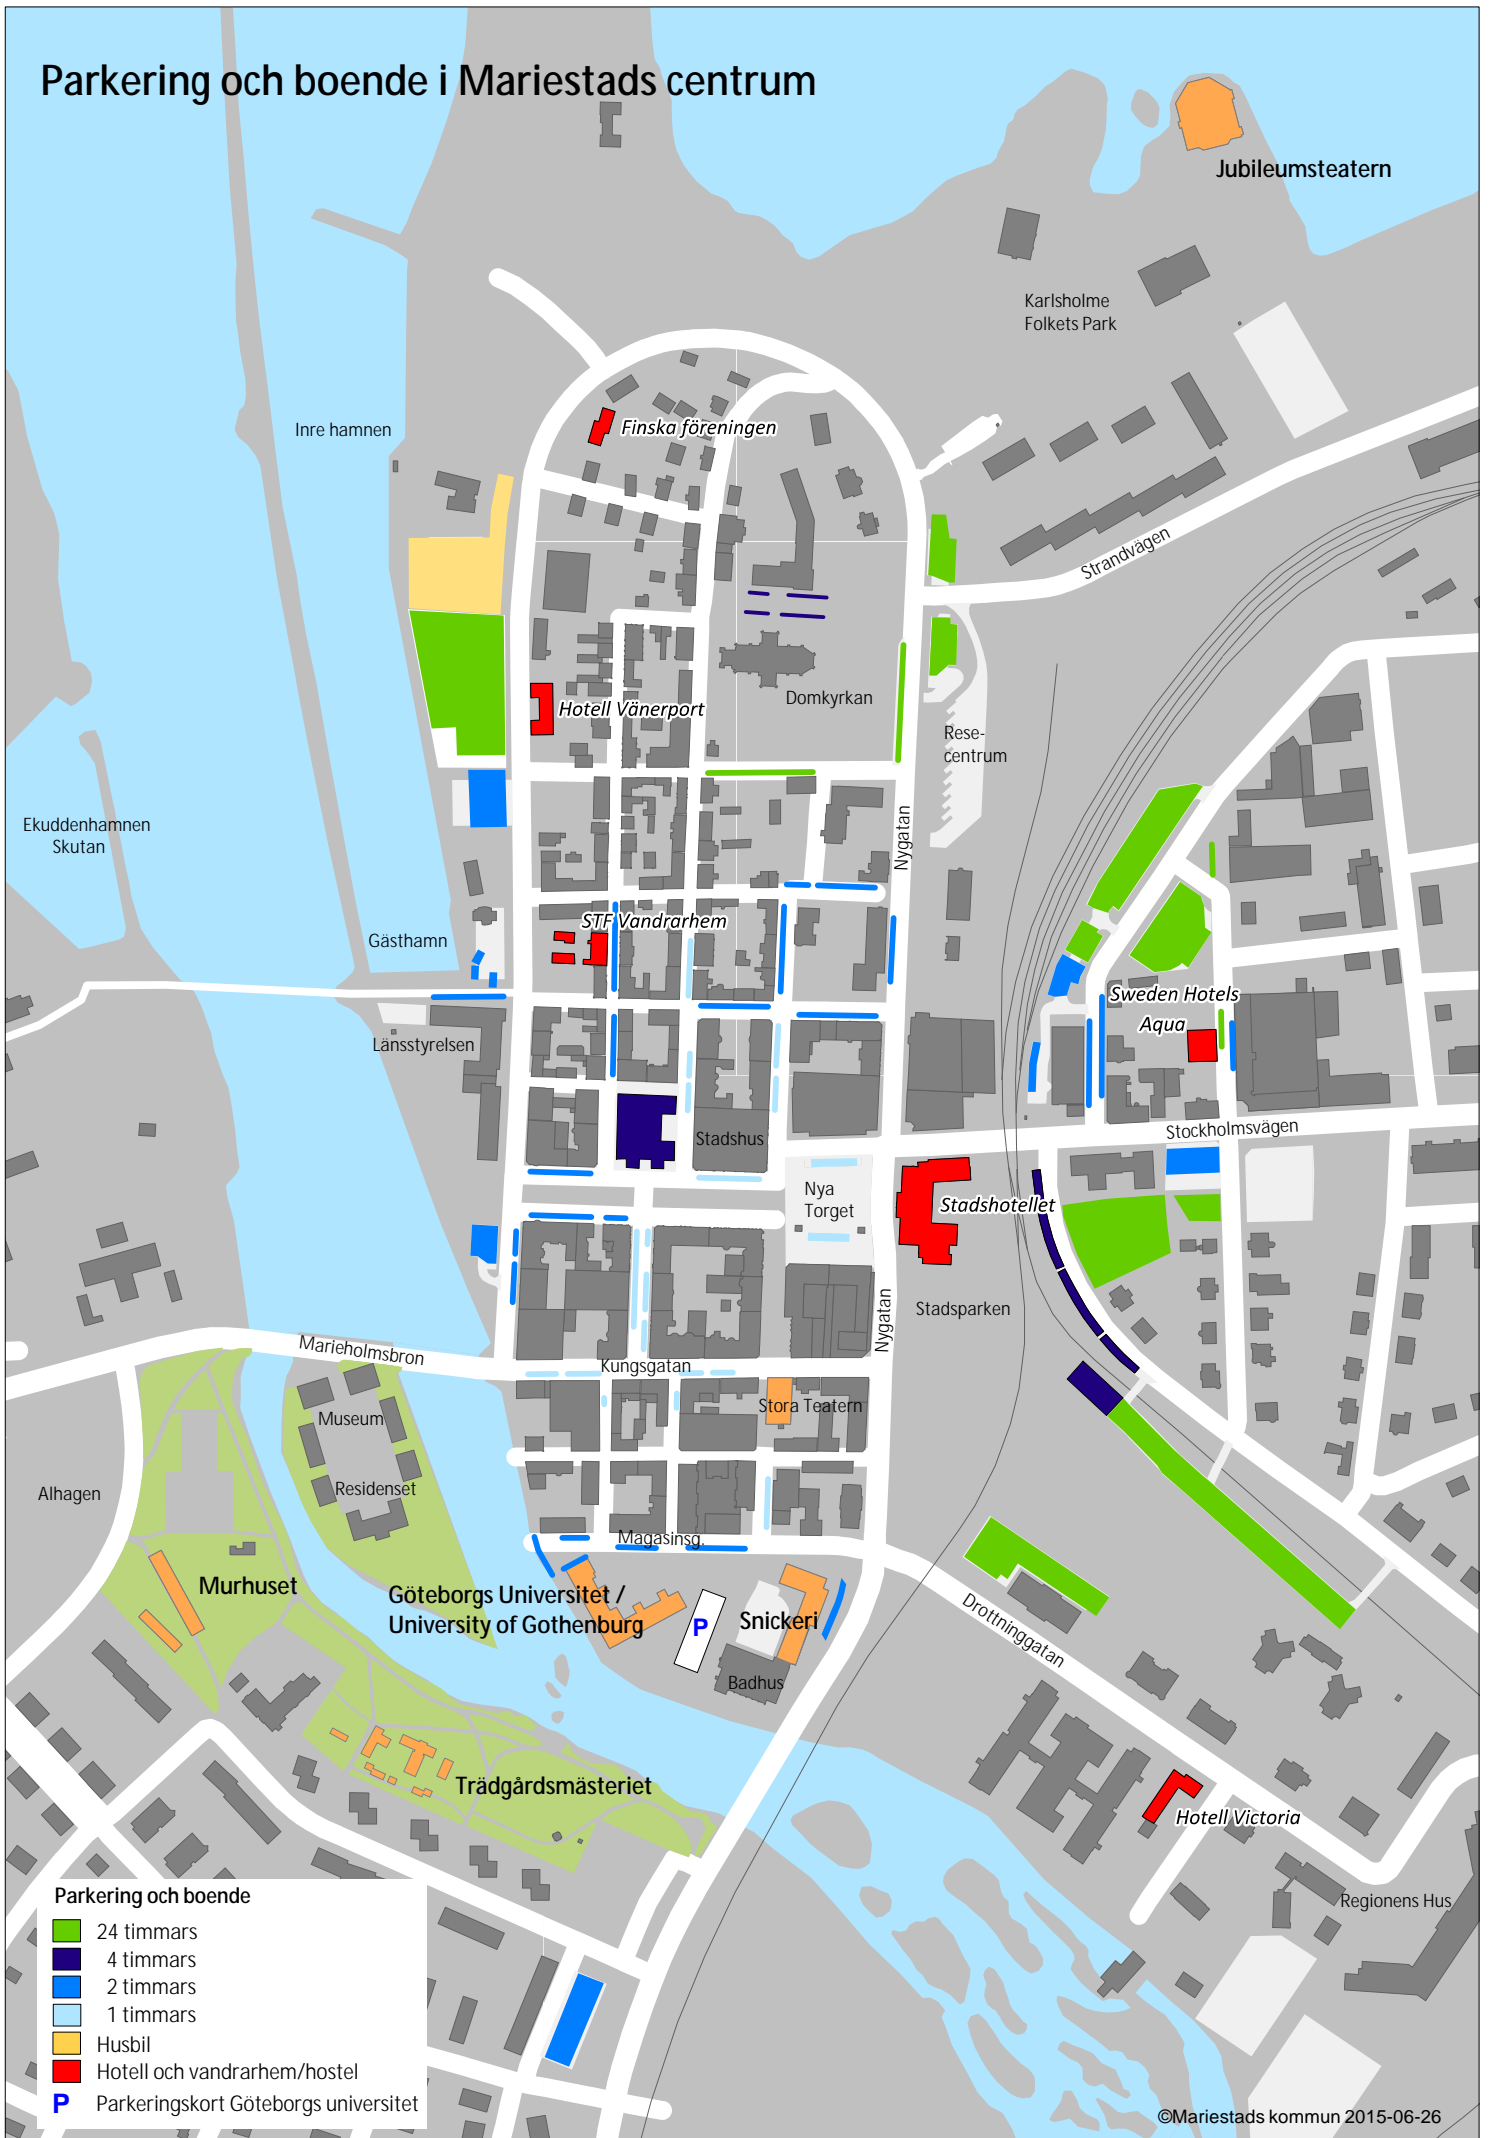 Parkering och boende i Mariestads centrum
Jubileumsteatern
Karlsholme
Folkets Park
Inre hamnen
Finska föreningen
Strandvägen
Hotell Vänerport
Domkyrkan
Rese-
centrum
Ekuddenhamnen
Skutan
Nygatan
STF Vandrarhem
Gästhamn
Sweden Hotels
Aqua
Länsstyrelsen
Stadshus
Stockholmsvägen
Nya
Torget
Stadshotellet
Stadsparken
Nygatan
Marieholmsbron
Kungsgatan
Museum
Stora Teatern
Residenset
Alhagen
Magasinsg.
Murhuset
Göteborgs Universitet /
University of Gothenburg
P
Snickeri
Drottninggatan
Badhus
Trädgårdsmästeriet
Hotell Victoria
Regionens Hus
Parkering och boende
24 timmars
4 timmars
2 timmars
1 timmars
Husbil
Hotell och vandrarhem/hostel
P Parkeringskort Göteborgs universitet
©Mariestads kommun 2015-06-26